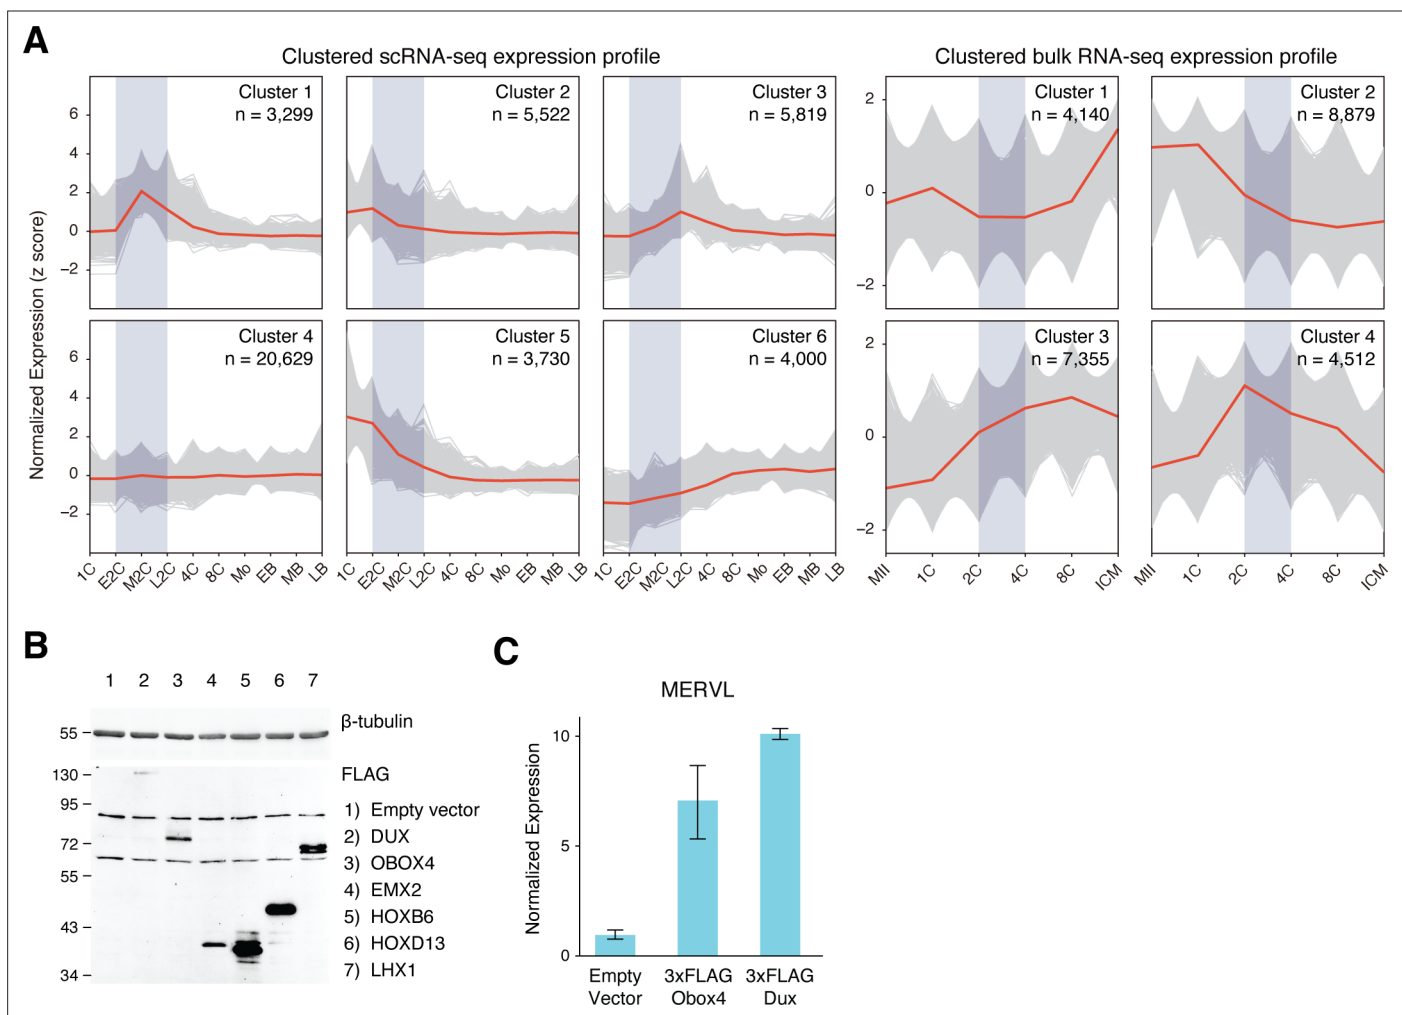 A
Clustered scRNA-seq expression profile
Clustered bulk RNA-seq expression profile
Normalized Expression (z score)
6
4
2
0
−2
Cluster 1
n = 3,299
Cluster 2
n = 5,522
Cluster 3
n = 5,819
2
0
−2
Cluster 1
n = 4,140
Cluster 2
n = 8,879
6
4
2
0
−2
Cluster 4
n = 20,629
Cluster 5
n = 3,730
Cluster 6
n = 4,000
2
0
−2
Cluster 3
n = 7,355
Cluster 4
n = 4,512
1C E2C M2C L2C 4C 8C Mo EB MB LB
1C E2C M2C L2C 4C 8C Mo EB MB LB
1C E2C M2C L2C 4C 8C Mo EB MB LB
MII 1C 2C 4C 8C ICM
MII 1C 2C 4C 8C ICM
B
1 2 3 4 5 6 7
55
β-tubulin
130
95
72
55
43
34
FLAG
1) Empty vector
2) DUX
3) OBOX4
4) EMX2
5) HOXB6
6) HOXD13
7) LHX1
C
MERVL
Normalized Expression
10
5
0
Empty
Vector
3xFLAG
Obox4
3xFLAG
Dux